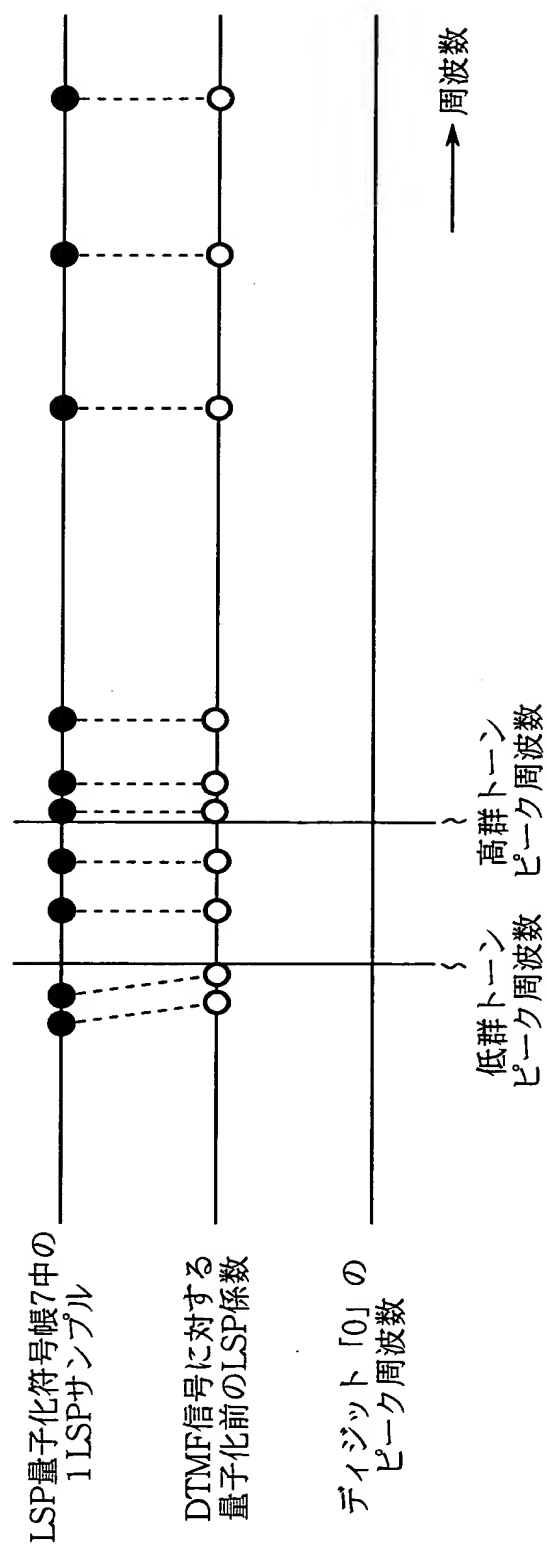 LSP量子化符号帳7中の
1 LSPサンプル
DTMF信号に対する
量子化前のLSP係数
ディジット「0」の
ピーク周波数
低群トーン
ピーク周波数
高群トーン
ピーク周波数
周波数